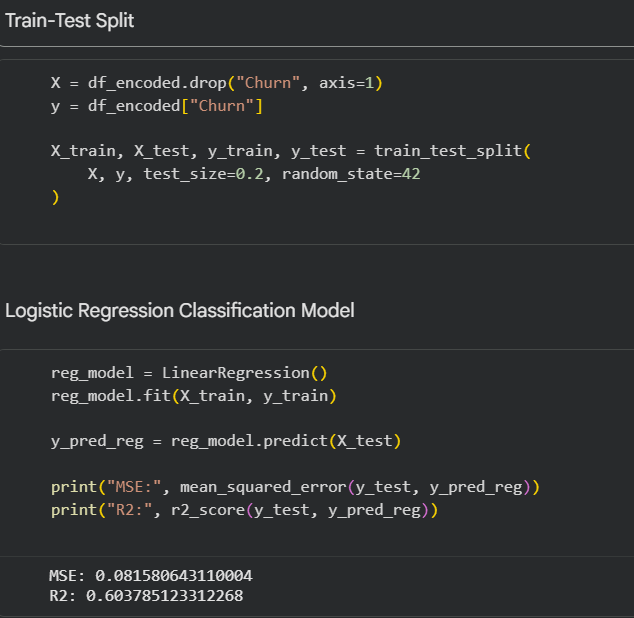 Train-Test Split
X = df_encoded.drop("Churn", axis=1)
y = df_encoded["Churn"]
X_train, X_test, y_train, y_test = train_test_split(
    X, y, test_size=0.2, random_state=42
)
Logistic Regression Classification Model
reg_model = LinearRegression()
reg_model.fit(X_train, y_train)
y_pred_reg = reg_model.predict(X_test)
print("MSE:", mean_squared_error(y_test, y_pred_reg))
print("R2:", r2_score(y_test, y_pred_reg))
MSE: 0.081580643110004
R2: 0.603785123312268